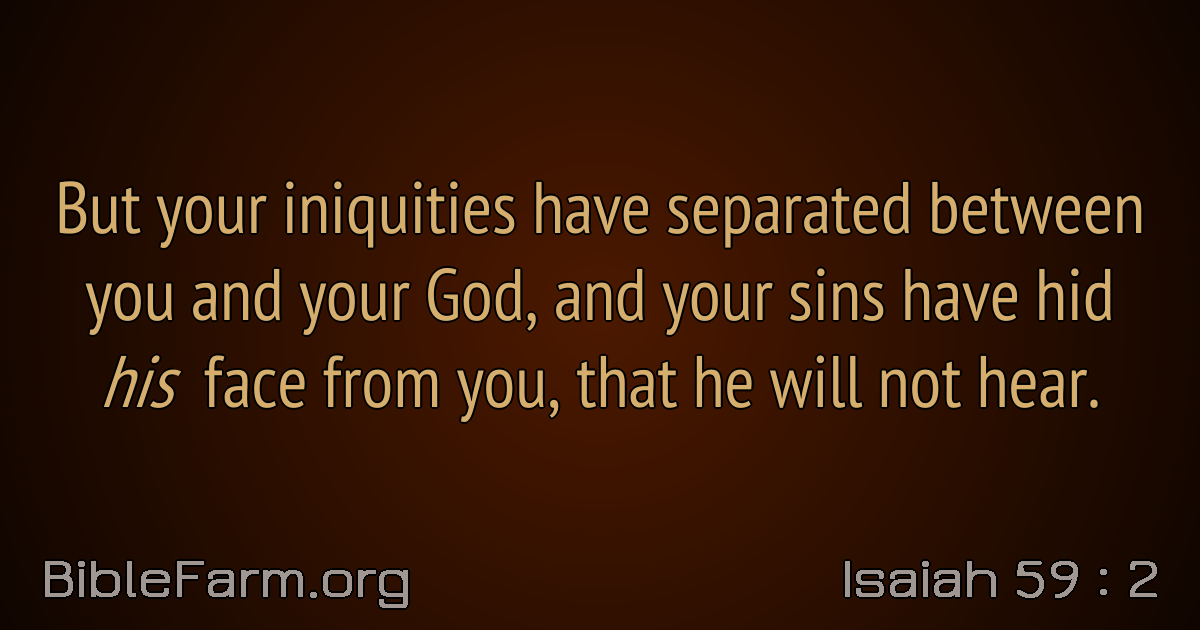 But your iniquities have separated between
you and your God, and your sins have hid
his face from you, that he will not hear.
BibleFarm.org
Isaiah 59 : 2